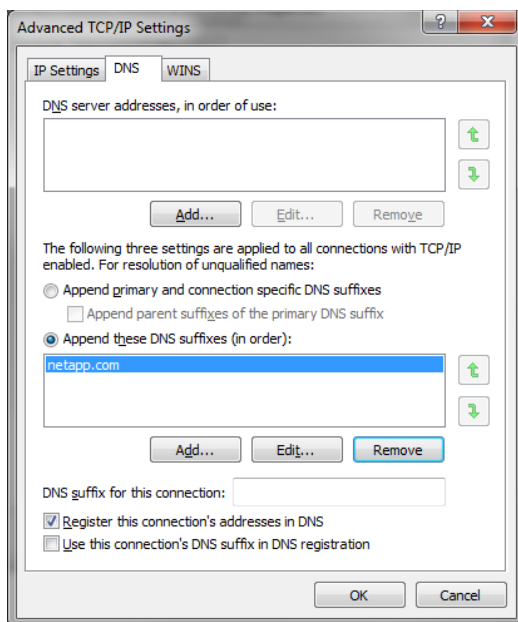 Advanced TCP/IP Settings
IP Settings DNS WINS
DNS server addresses, in order of use:
Add... Edit... Remove
The following three settings are applied to all connections with TCP/IP
enabled. For resolution of unqualified names:
Append primary and connection specific DNS suffixes
Append parent suffixes of the primary DNS suffix
Append these DNS suffixes (in order):
netapp.com
Add... Edit... Remove
DNS suffix for this connection:
Register this connection's addresses in DNS
Use this connection's DNS suffix in DNS registration
OK Cancel